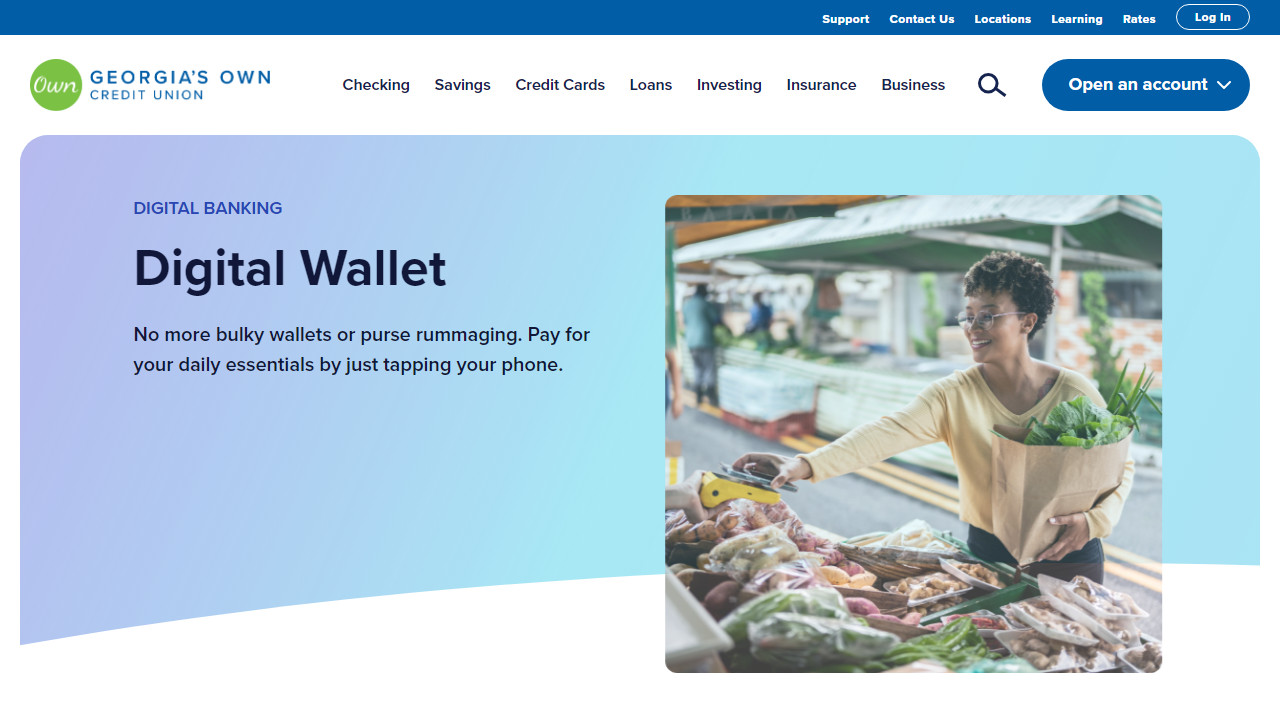 Support Contact Us Locations Learning Rates Log In
Own GEORGIA'S OWN
CREDIT UNION
Checking Savings Credit Cards Loans Investing Insurance Business Open an account
DIGITAL BANKING
Digital Wallet
No more bulky wallets or purse rummaging. Pay for
your daily essentials by just tapping your phone.
BATATA